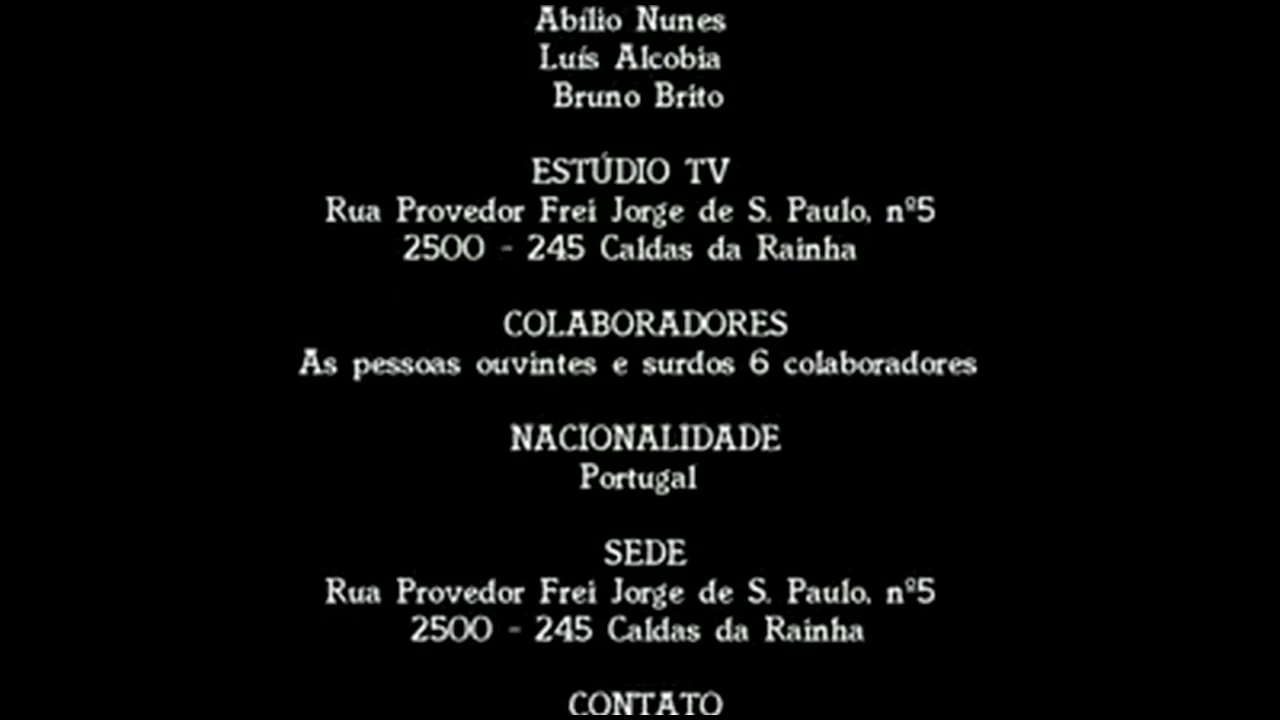 Abílio Nunes
Luís Alcobia
Bruno Brito
ESTÚDIO TV
Rua Provedor Frei Jorge de S. Paulo, nº5
2500 - 245 Caldas da Rainha
COLABORADORES
As pessoas ouvintes e surdos 6 colaboradores
NACIONALIDADE
Portugal
SEDE
Rua Provedor Frei Jorge de S. Paulo, nº5
2500 - 245 Caldas da Rainha
CONTATO